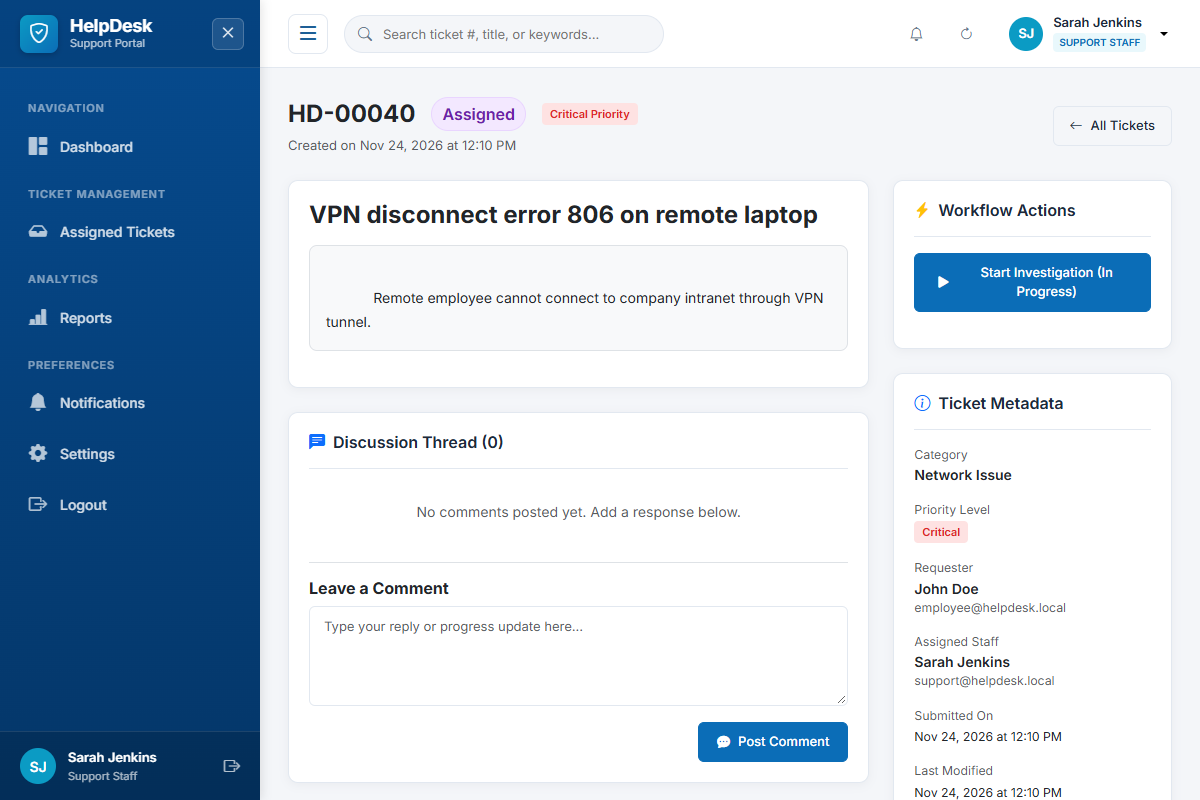 HelpDesk
Support Portal
NAVIGATION
Dashboard
TICKET MANAGEMENT
Assigned Tickets
ANALYTICS
Reports
PREFERENCES
Notifications
Settings
Logout
SJ
Sarah Jenkins
Support Staff
Search ticket #, title, or keywords...
SJ
Sarah Jenkins
SUPPORT STAFF
HD-00040
Assigned
Critical Priority
Created on Nov 24, 2026 at 12:10 PM
← All Tickets
VPN disconnect error 806 on remote laptop
Remote employee cannot connect to company intranet through VPN
tunnel.
Discussion Thread (0)
No comments posted yet. Add a response below.
Leave a Comment
Type your reply or progress update here...
Post Comment
Workflow Actions
Start Investigation (In
Progress)
Ticket Metadata
Category
Network Issue
Priority Level
Critical
Requester
John Doe
employee@helpdesk.local
Assigned Staff
Sarah Jenkins
support@helpdesk.local
Submitted On
Nov 24, 2026 at 12:10 PM
Last Modified
Nov 24, 2026 at 12:10 PM